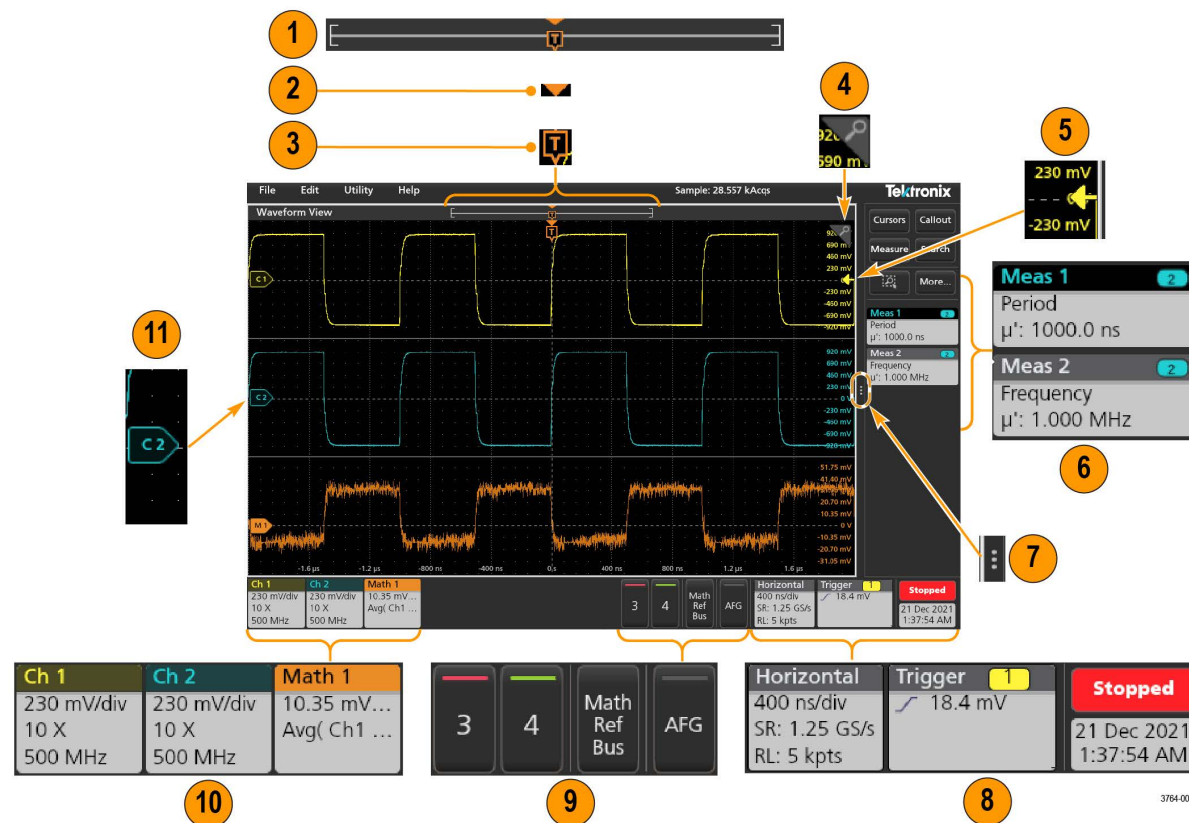 1
T
2
3
T
4
920
690 m
5
230 mV
-230 mV
File Edit Utility Help Sample: 28.557 kAcqs Tektronix
Waveform View
T
T
Cursors Callout
Measure Search
More...
920
690 m
460 mV
230 mV
-230 mV
-460 mV
-690 mV
-920 mV
C1
Meas 1 2
Period
µ': 1000.0 ns
Meas 2 2
Frequency
µ': 1.000 MHz
Meas 1 2
Period
µ': 1000.0 ns
Meas 2 2
Frequency
µ': 1.000 MHz
6
11
C 2
C2
920 mV
690 mV
460 mV
230 mV
0 V
-230 mV
-460 mV
-690 mV
-920 mV
7
51.75 mV
41.40 mV
20.70 mV
10.35 mV
0 V
-10.35 mV
-20.70 mV
-31.05 mV
M1
-1.6 µs -1.2 µs -800 ns -400 ns 0 s 400 ns 800 ns 1.2 µs 1.6 µs
Ch 1 Ch 2 Math 1
230 mV/div 230 mV/div 10.35 mV...
10 X 10 X Avg( Ch1 ...
500 MHz 500 MHz
3 4 Math Ref Bus AFG
Horizontal Trigger 1
400 ns/div 18.4 mV
SR: 1.25 GS/s
RL: 5 kpts
Stopped
21 Dec 2021
1:37:54 AM
Ch 1 Ch 2 Math 1
230 mV/div 230 mV/div 10.35 mV...
10 X 10 X Avg( Ch1 ...
500 MHz 500 MHz
10
3 4 Math
Ref
Bus
AFG
9
Horizontal Trigger 1
400 ns/div 18.4 mV
SR: 1.25 GS/s
RL: 5 kpts
Stopped
21 Dec 2021
1:37:54 AM
8
3764-00